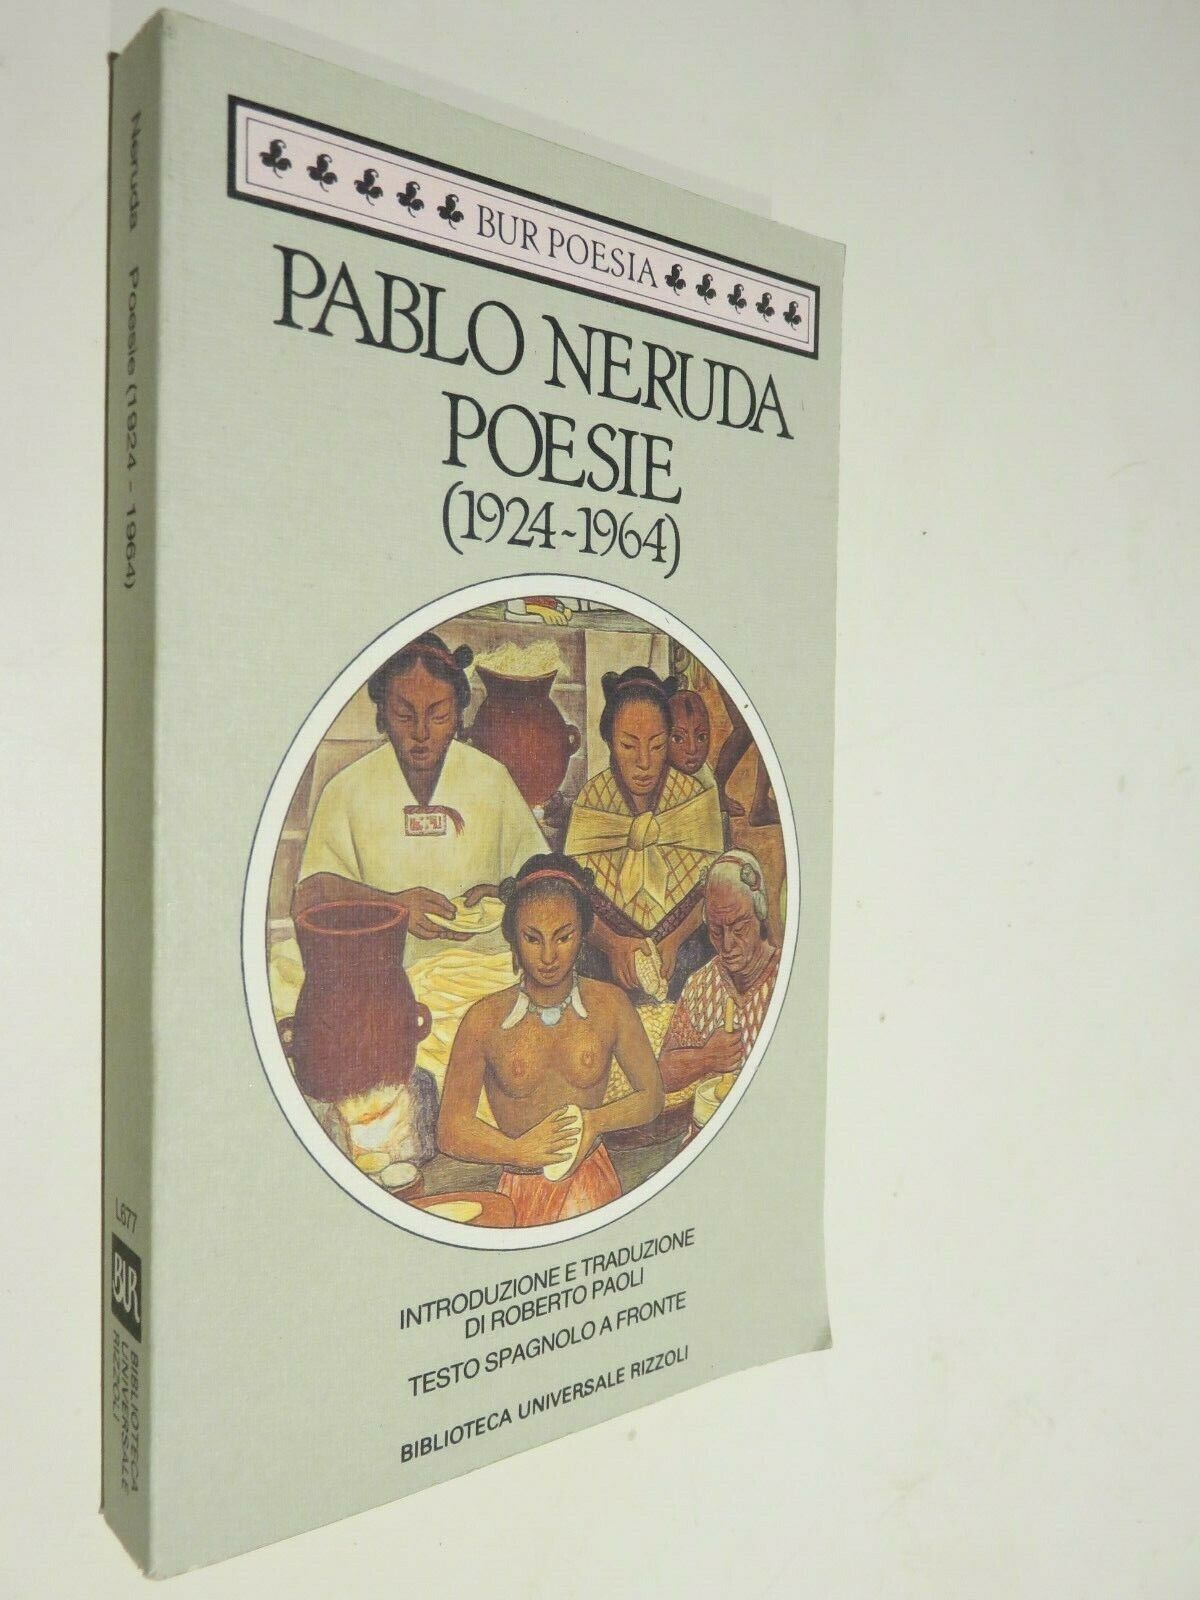 BUR POESIA
PABLO NERUDA
POESIE
(1924-1964)
INTRODUZIONE E TRADUZIONE
DI ROBERTO PAOLI
TESTO SPAGNOLO A FRONTE
BIBLIOTECA UNIVERSALE RIZZOLI
Neruda Poesie (1924 - 1964)
L677
BUR
BIBLIOTECA
UNIVERSALE
RIZZOLI